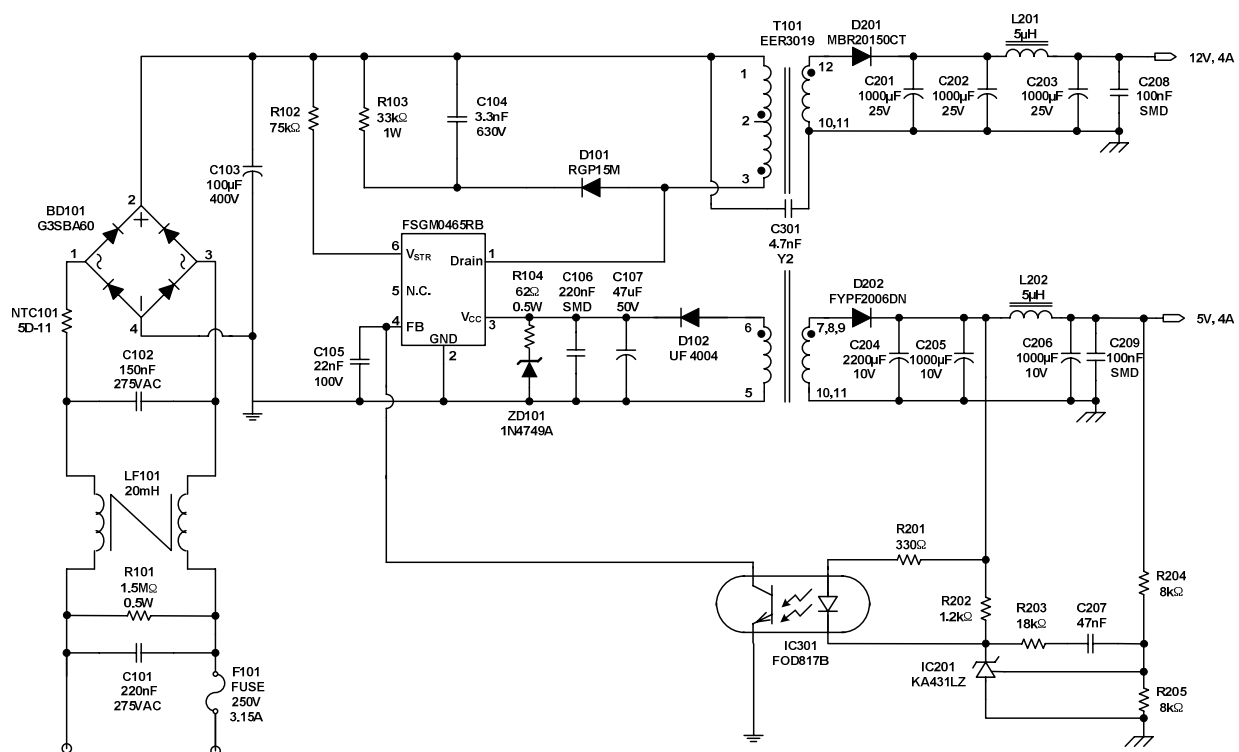 T101
EER3019
D201
MBR20150CT
L201
5µH
12V, 4A
1
2
3
12
10,11
C201
1000µF
25V
C202
1000µF
25V
C203
1000µF
25V
C208
100nF
SMD
R102
75kΩ
R103
33kΩ
1W
C104
3.3nF
630V
D101
RGP15M
C103
100µF
400V
BD101
G3SBA60
2
1
3
4
C301
4.7nF
Y2
FSGM0465RB
6
VSTR
Drain
1
5
N.C.
4
FB
VCC
3
GND
2
R104
62Ω
0.5W
C106
220nF
SMD
C107
47uF
50V
D102
UF 4004
6
5
7,8,9
10,11
D202
FYPF2006DN
L202
5µH
5V, 4A
C204
2200µF
10V
C205
1000µF
10V
C206
1000µF
10V
C209
100nF
SMD
NTC101
5D-11
C102
150nF
275VAC
C105
22nF
100V
ZD101
1N4749A
LF101
20mH
R101
1.5MΩ
0.5W
C101
220nF
275VAC
F101
FUSE
250V
3.15A
IC301
FOD817B
R201
330Ω
R202
1.2kΩ
R203
18kΩ
C207
47nF
R204
8kΩ
IC201
KA431LZ
R205
8kΩ